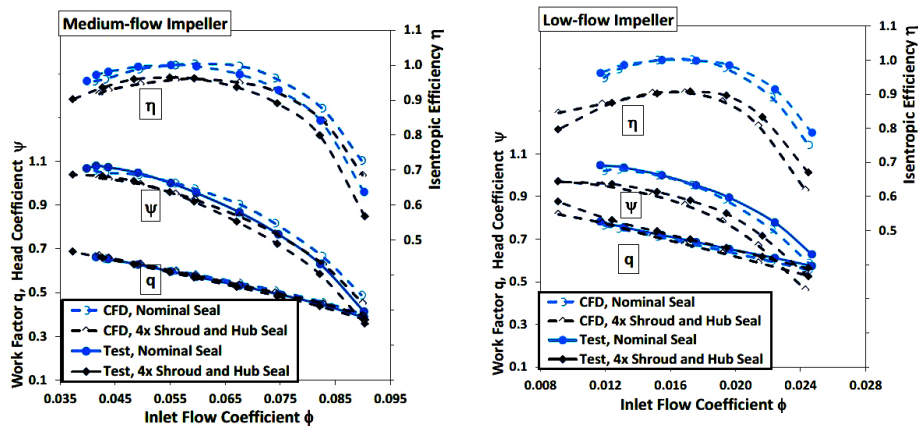 Medium-flow Impeller
Work Factor q, Head Coefficient ψ
1.1
0.9
0.7
0.5
0.3
0.1
η
ψ
q
1.1
1.0
0.9
0.8
0.7
0.6
0.5
Isentropic Efficiency η
CFD, Nominal Seal
CFD, 4x Shroud and Hub Seal
Test, Nominal Seal
Test, 4x Shroud and Hub Seal
0.035 0.045 0.055 0.065 0.075 0.085 0.095
Inlet Flow Coefficient ϕ
Low-flow Impeller
Work Factor q, Head Coefficient ψ
1.1
0.9
0.7
0.5
0.3
0.1
η
ψ
q
1.1
1.0
0.9
0.8
0.7
0.6
0.5
Isentropic Efficiency η
CFD, Nominal Seal
CFD, 4x Shroud and Hub Seal
Test, Nominal Seal
Test, 4x Shroud and Hub Seal
0.008 0.012 0.016 0.020 0.024 0.028
Inlet Flow Coefficient ϕ